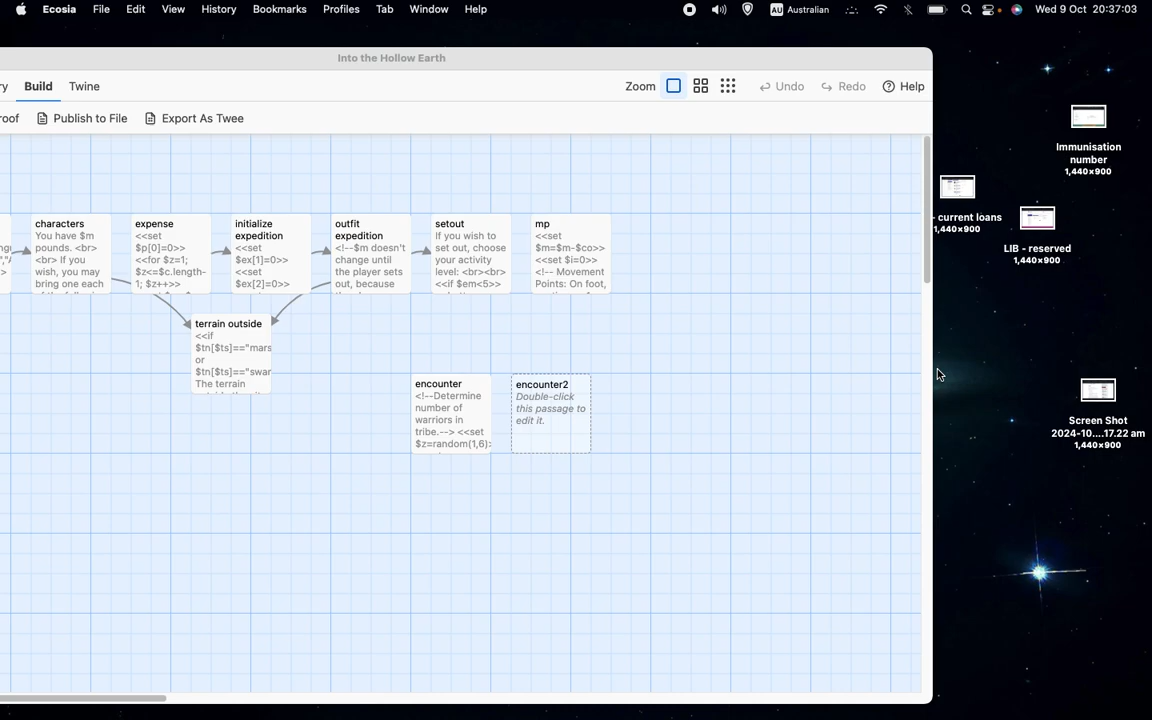 Ecosia File Edit View History Bookmarks Profiles Tab Window Help
AU Australian
Wed 9 Oct 20:37:03
Into the Hollow Earth
Build Twine
Zoom
Undo Redo Help
roof Publish to File Export As Twee
characters
You have $m
pounds. <br>
<br> If you
wish, you may
bring one each
expense
<<set
$p[0]=0>>
<<for $z=1;
$z<=$c.length-
1; $z++>>
initialize
expedition
<<set
$ex[1]=0>>
<<set
$ex[2]=0>>
outfit
expedition
<!--$m doesn't
change until
the player sets
out, because
setout
If you wish to
set out, choose
your activity
level: <br><br>
<<if $em<5>>
mp
<<set
$m=$m-$co>>
<<set $i=0>>
<!-- Movement
Points: On foot,
terrain outside
<<if
$tn[$ts]=="mars
or
$tn[$ts]=="swar
The terrain
encounter
<!--Determine
number of
warriors in
tribe.--> <<set
$z=random(1,6):
encounter2
Double-click
this passage to
edit it.
Immunisation
number
1,440×900
- current loans
1,440×900
LIB - reserved
1,440×900
Screen Shot
2024-10....17.22 am
1,440×900